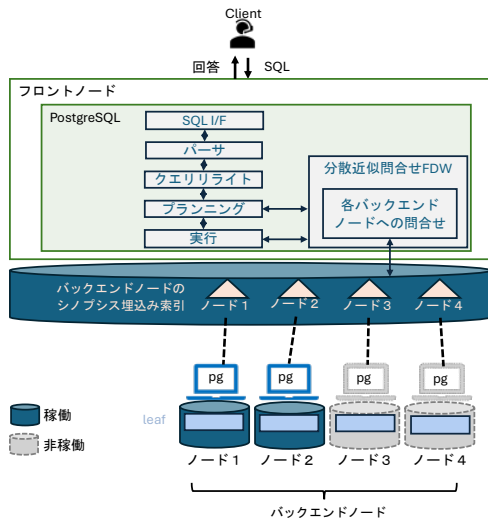 Client
回答 SQL
フロントノード
PostgreSQL
SQL I/F
パーサ
クエリリライト
プランニング
実行
分散近似問合せFDW
各バックエンド
ノードへの問合せ
バックエンドノードの
シノプシス埋込み索引
ノード1 ノード2 ノード3 ノード4
pg pg pg pg
稼働
非稼働
leaf
ノード1 ノード2 ノード3 ノード4
バックエンドノード